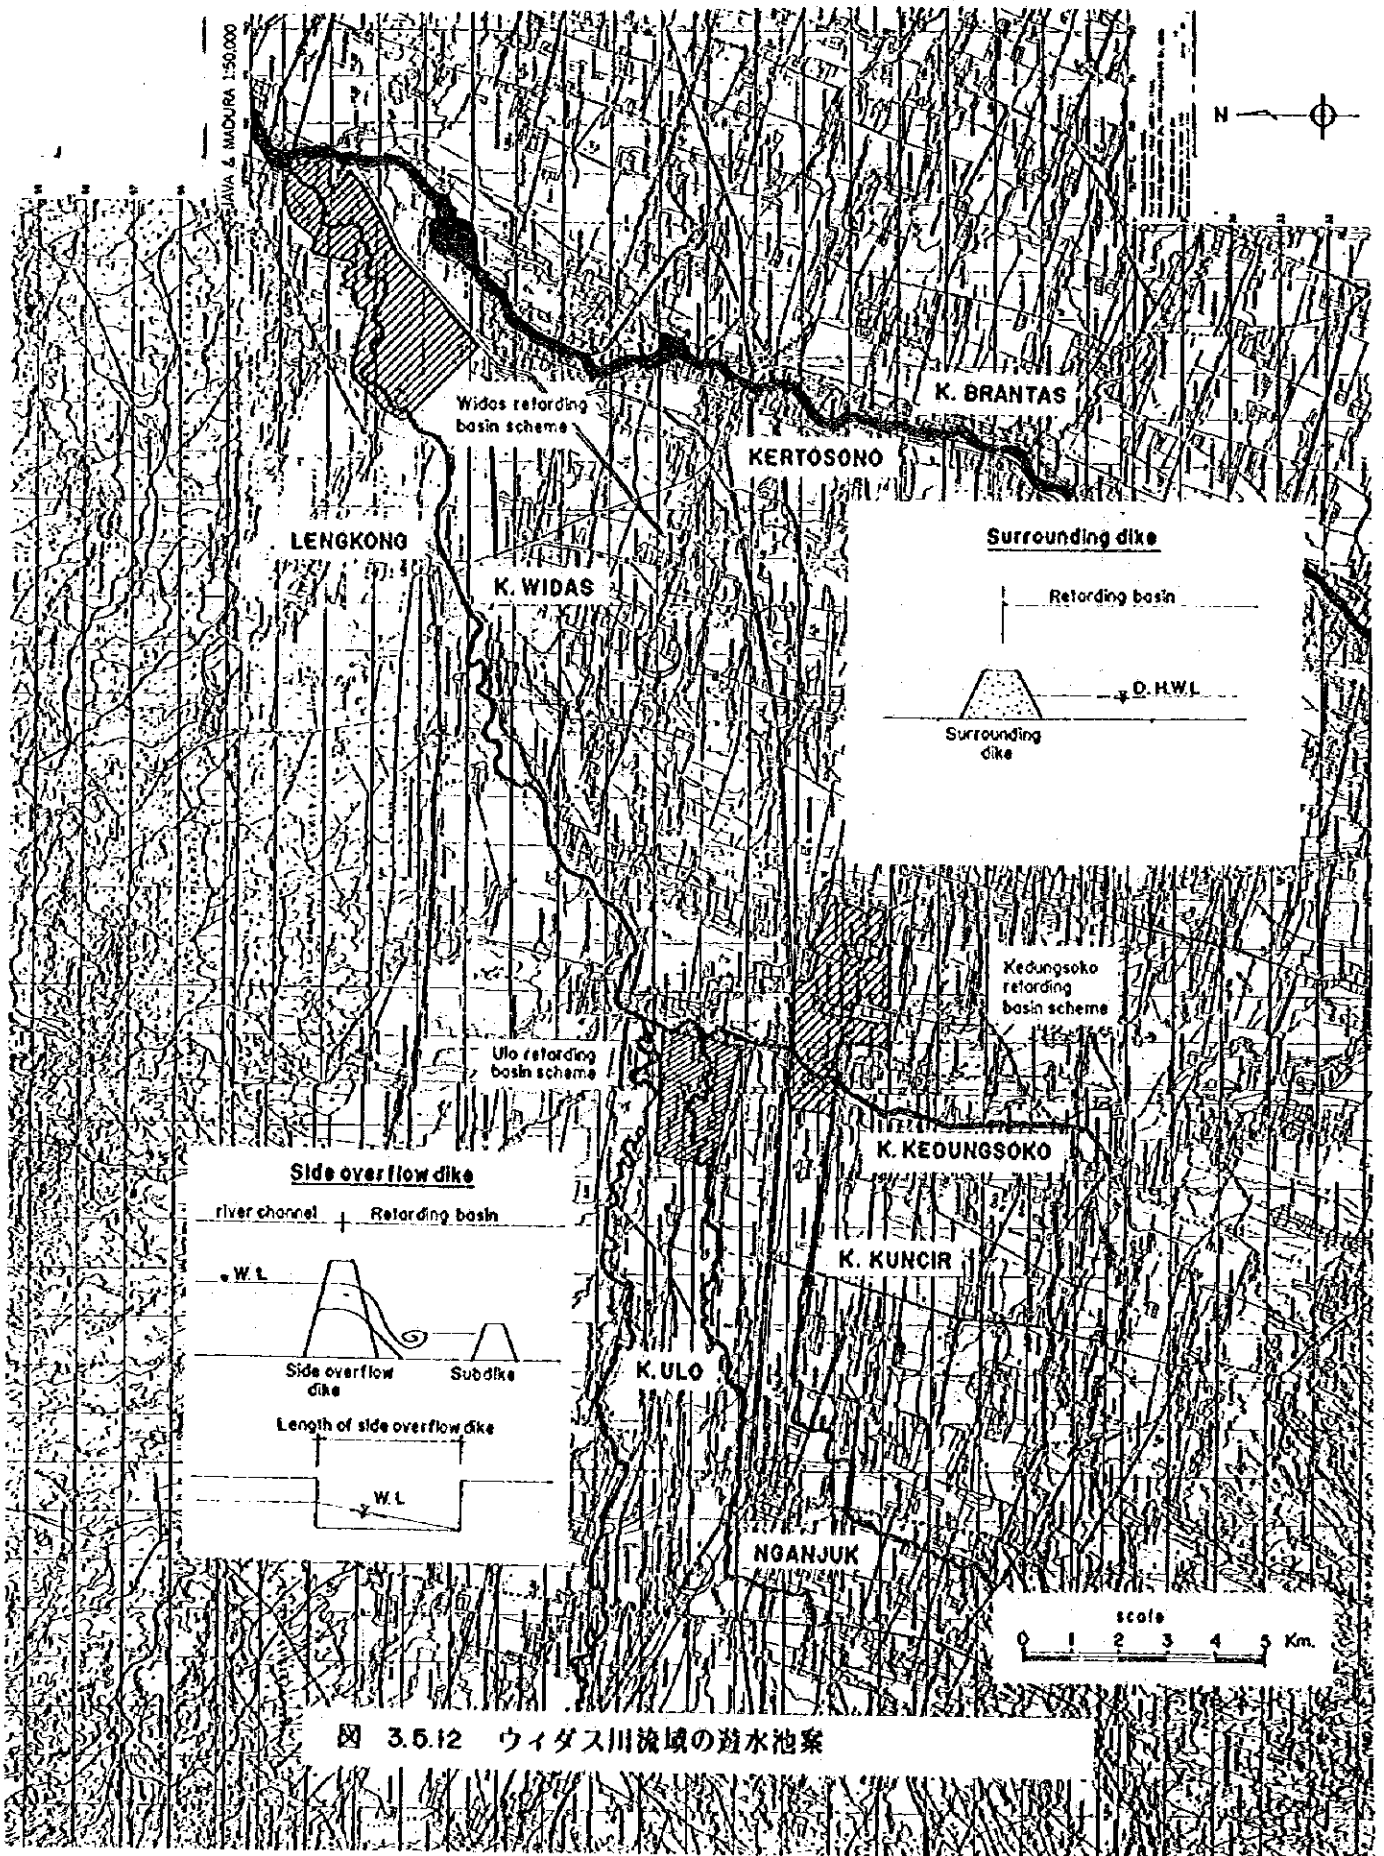 JAVA & MADURA 1:50,000
N
K. BRANTAS
Widas retarding
basin scheme
KERTOSONO
LENGKONG
K. WIDAS
Surrounding dike
Retarding basin
D.H.W.L
Surrounding
dike
Kedungsoko
retarding
basin scheme
Ulo retarding
basin scheme
K. KEDUNGSOKO
Side overflow dike
river channel
Retarding basin
W.L
Side overflow
dike
Subdike
Length of side overflow dike
W.L
K. KUNCIR
K. ULO
NGANJUK
scale
0 1 2 3 4 5 Km.
図 3.5.12 ウィダス川流域の遊水池案